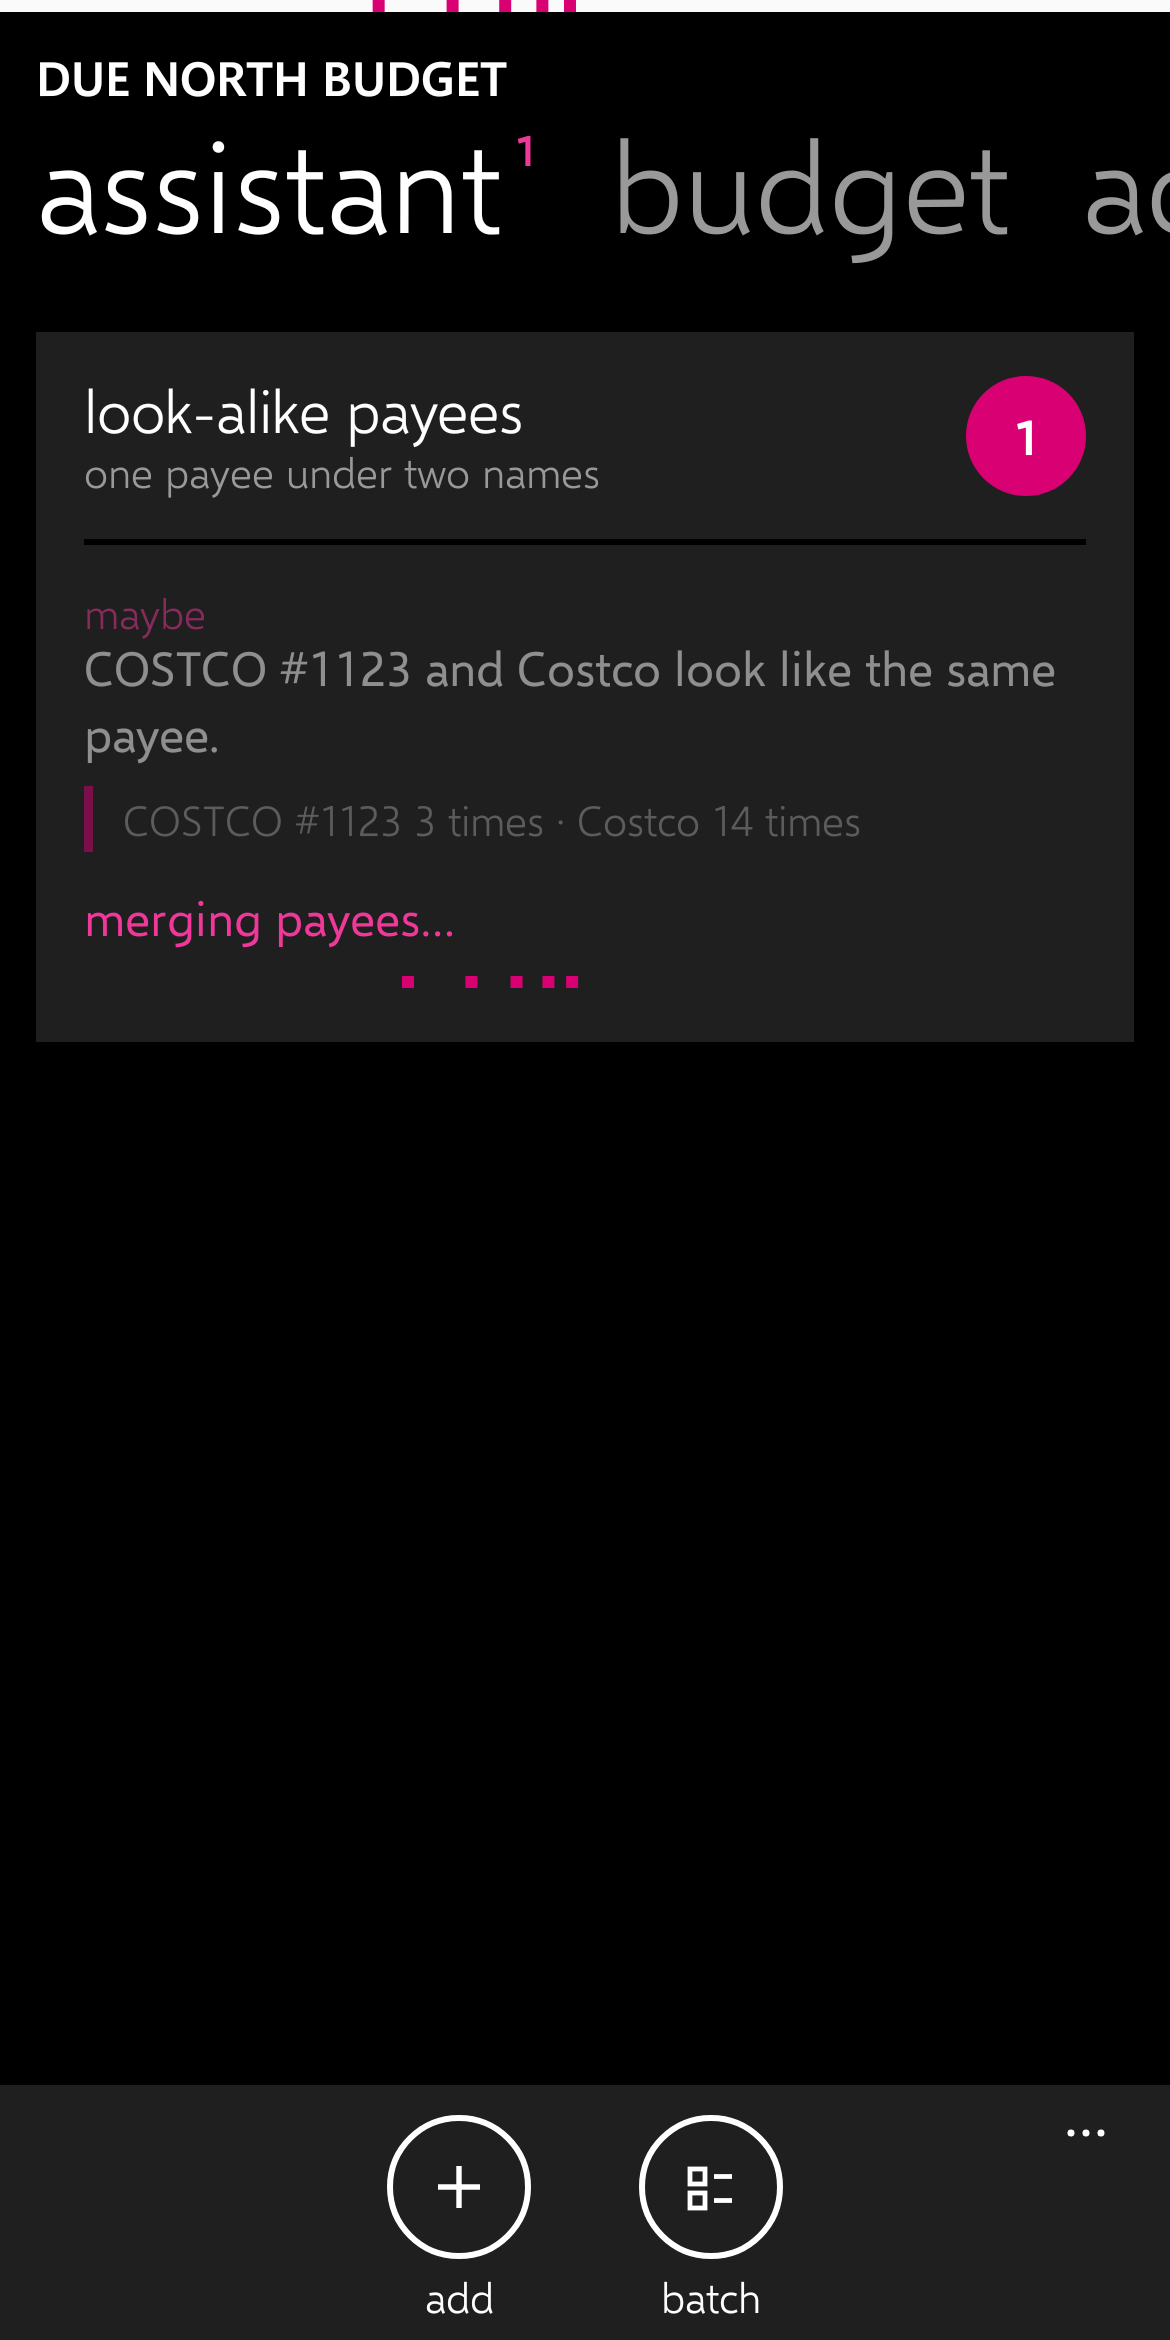 DUE NORTH BUDGET
assistant 1 budget ac
look-alike payees
1
one payee under two names
maybe
COSTCO #1123 and Costco look like the same
payee.
COSTCO #1123 3 times · Costco 14 times
merging payees...
...
add batch